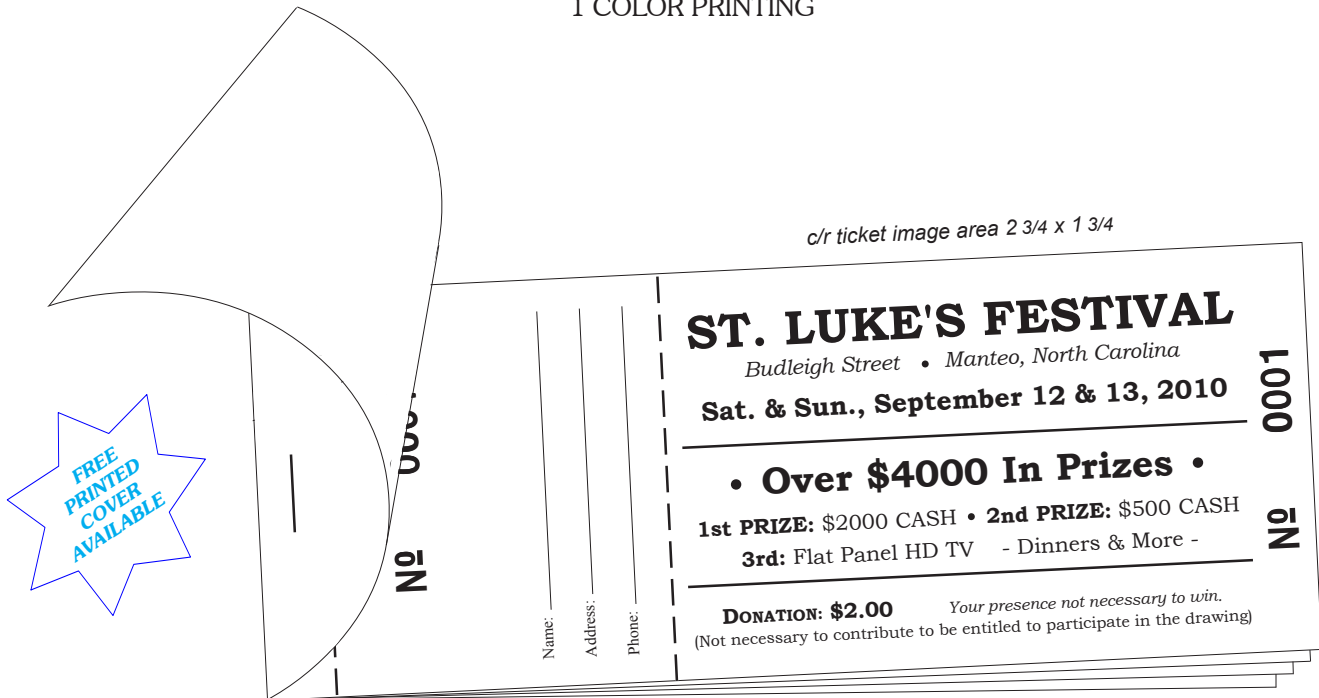 1 COLOR PRINTING
c/r ticket image area 2 3/4 x 1 3/4
FREE
PRINTED
COVER
AVAILABLE
Nº
Name:
Address:
Phone:
ST. LUKE'S FESTIVAL
Budleigh Street • Manteo, North Carolina
Sat. & Sun., September 12 & 13, 2010
• Over $4000 In Prizes •
1st PRIZE: $2000 CASH • 2nd PRIZE: $500 CASH
3rd: Flat Panel HD TV - Dinners & More -
DONATION: $2.00 Your presence not necessary to win.
(Not necessary to contribute to be entitled to participate in the drawing)
Nº 0001